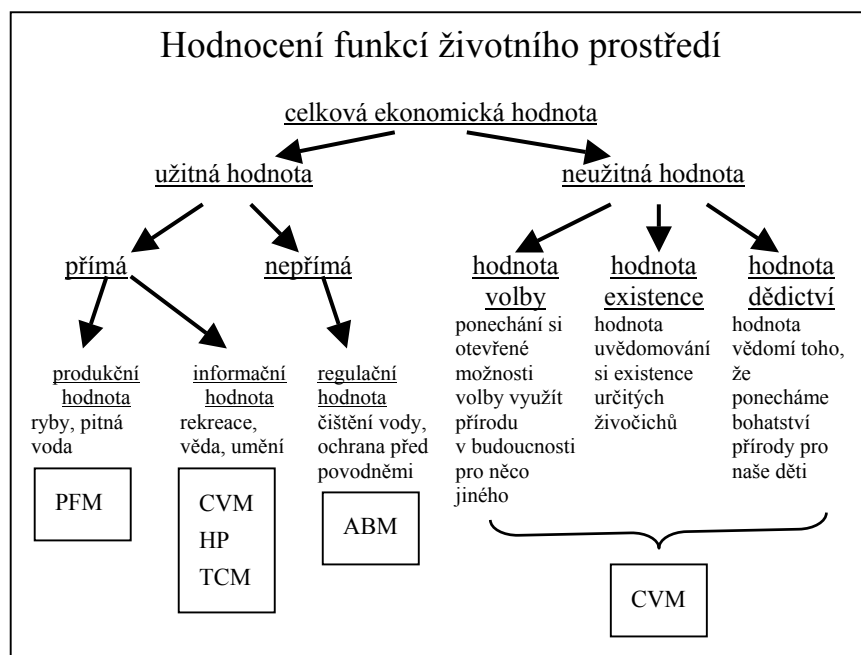 Hodnocení funkcí životního prostředí
celková ekonomická hodnota
užitná hodnota
neužitná hodnota
přímá
nepřímá
produkční
hodnota
ryby, pitná
voda
PFM
informační
hodnota
rekreace,
věda, umění
CVM
HP
TCM
regulační
hodnota
čištění vody,
ochrana před
povodněmi
ABM
hodnota
volby
ponechání si
otevřené
možnosti
volby využít
přírodu
v budoucnosti
pro něco
jiného
hodnota
existence
hodnota
uvědomování
si existence
určitých
živočichů
hodnota
dědictví
hodnota
vědomí toho,
že
ponecháme
bohatství
přírody pro
naše děti
CVM